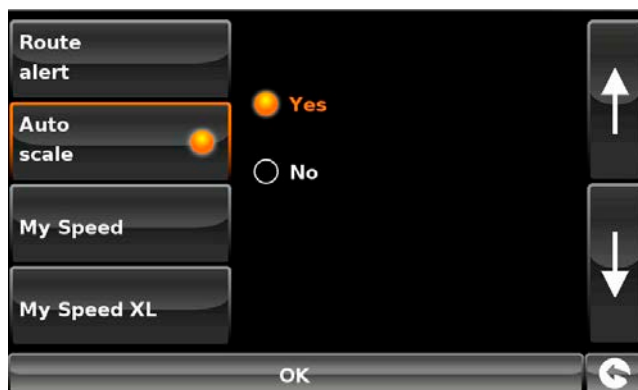 Route
alert
Auto
scale
Yes
No
My Speed
My Speed XL
OK